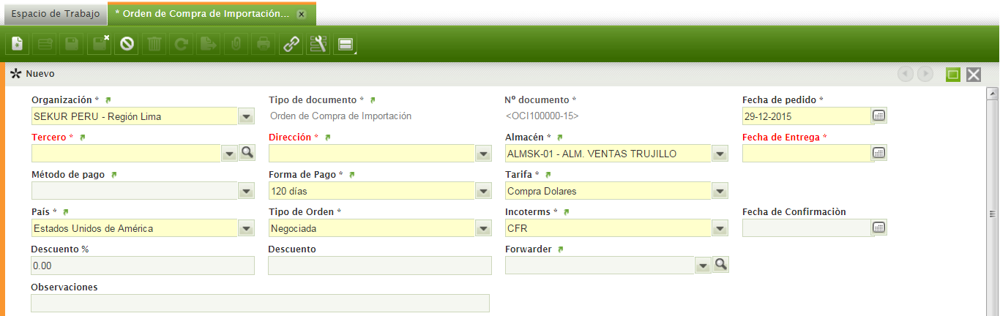 Espacio de Trabajo * Orden de Compra de Importación...
Nuevo
Organización * Tipo de documento * Nº documento * Fecha de pedido *
SEKUR PERU - Región Lima Orden de Compra de Importación <OCI100000-15> 29-12-2015
Tercero * Dirección * Almacén * Fecha de Entrega *
ALMSK-01 - ALM. VENTAS TRUJILLO
Método de pago Forma de Pago * Tarifa *
120 días Compra Dolares
País * Tipo de Orden * Incoterms * Fecha de Confirmaciòn
Estados Unidos de América Negociada CFR
Descuento % Descuento Forwarder
0.00
Observaciones